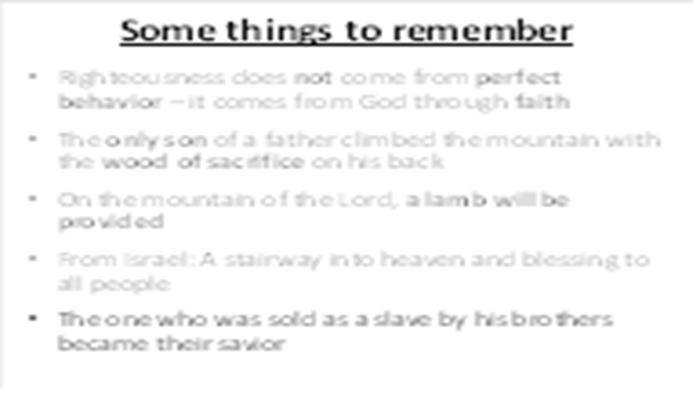 Some things to remember
• Righteousness does not come from perfect
behavior – it comes from God through faith
• The only son of a father climbed the mountain with
the wood of sacrifice on his back
• On the mountain of the Lord, a lamb will be
provided
• From Israel: A stairway into heaven and blessing to
all people
• The one who was sold as a slave by his brothers
became their savior